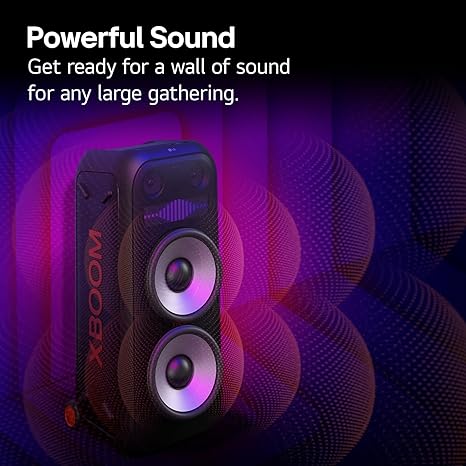 Powerful Sound
Get ready for a wall of sound
for any large gathering.
XBOOM